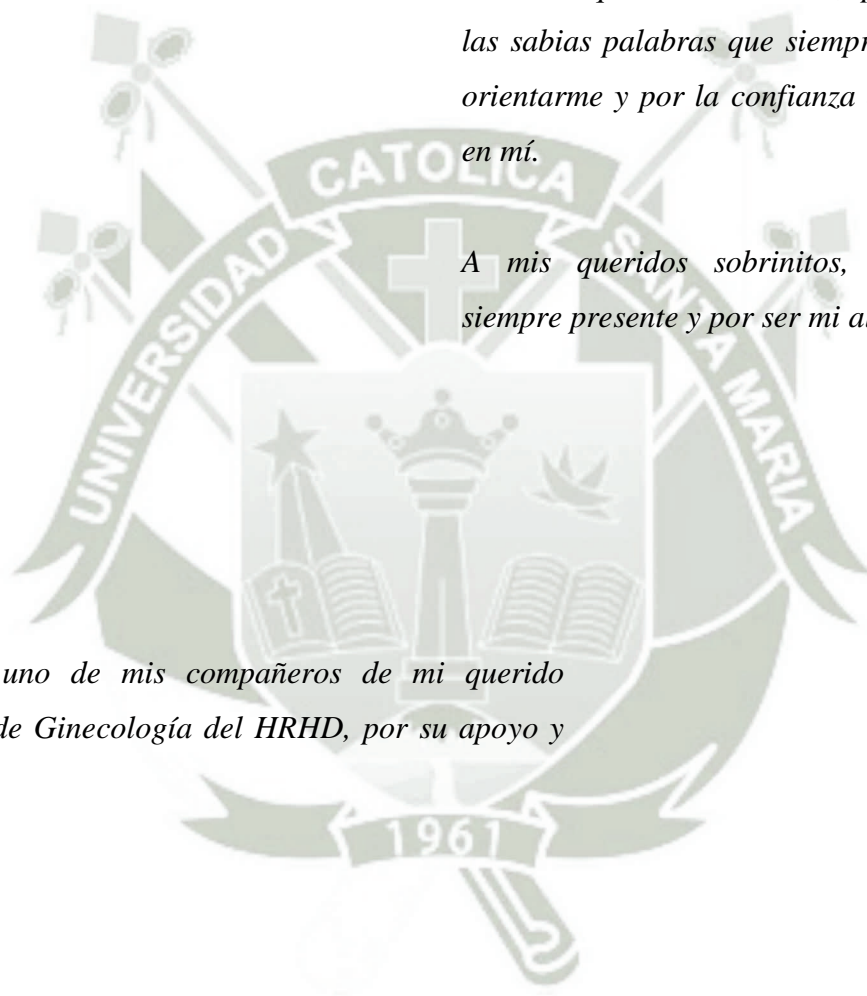 las sabias palabras que siempr
orientarme y por la confianza
en mí.
A mis queridos sobrinitos,
siempre presente y por ser mi a
uno de mis compañeros de mi querido
de Ginecología del HRHD, por su apoyo y
UNIVERSIDAD CATOLICA SANTA MARIA
1961